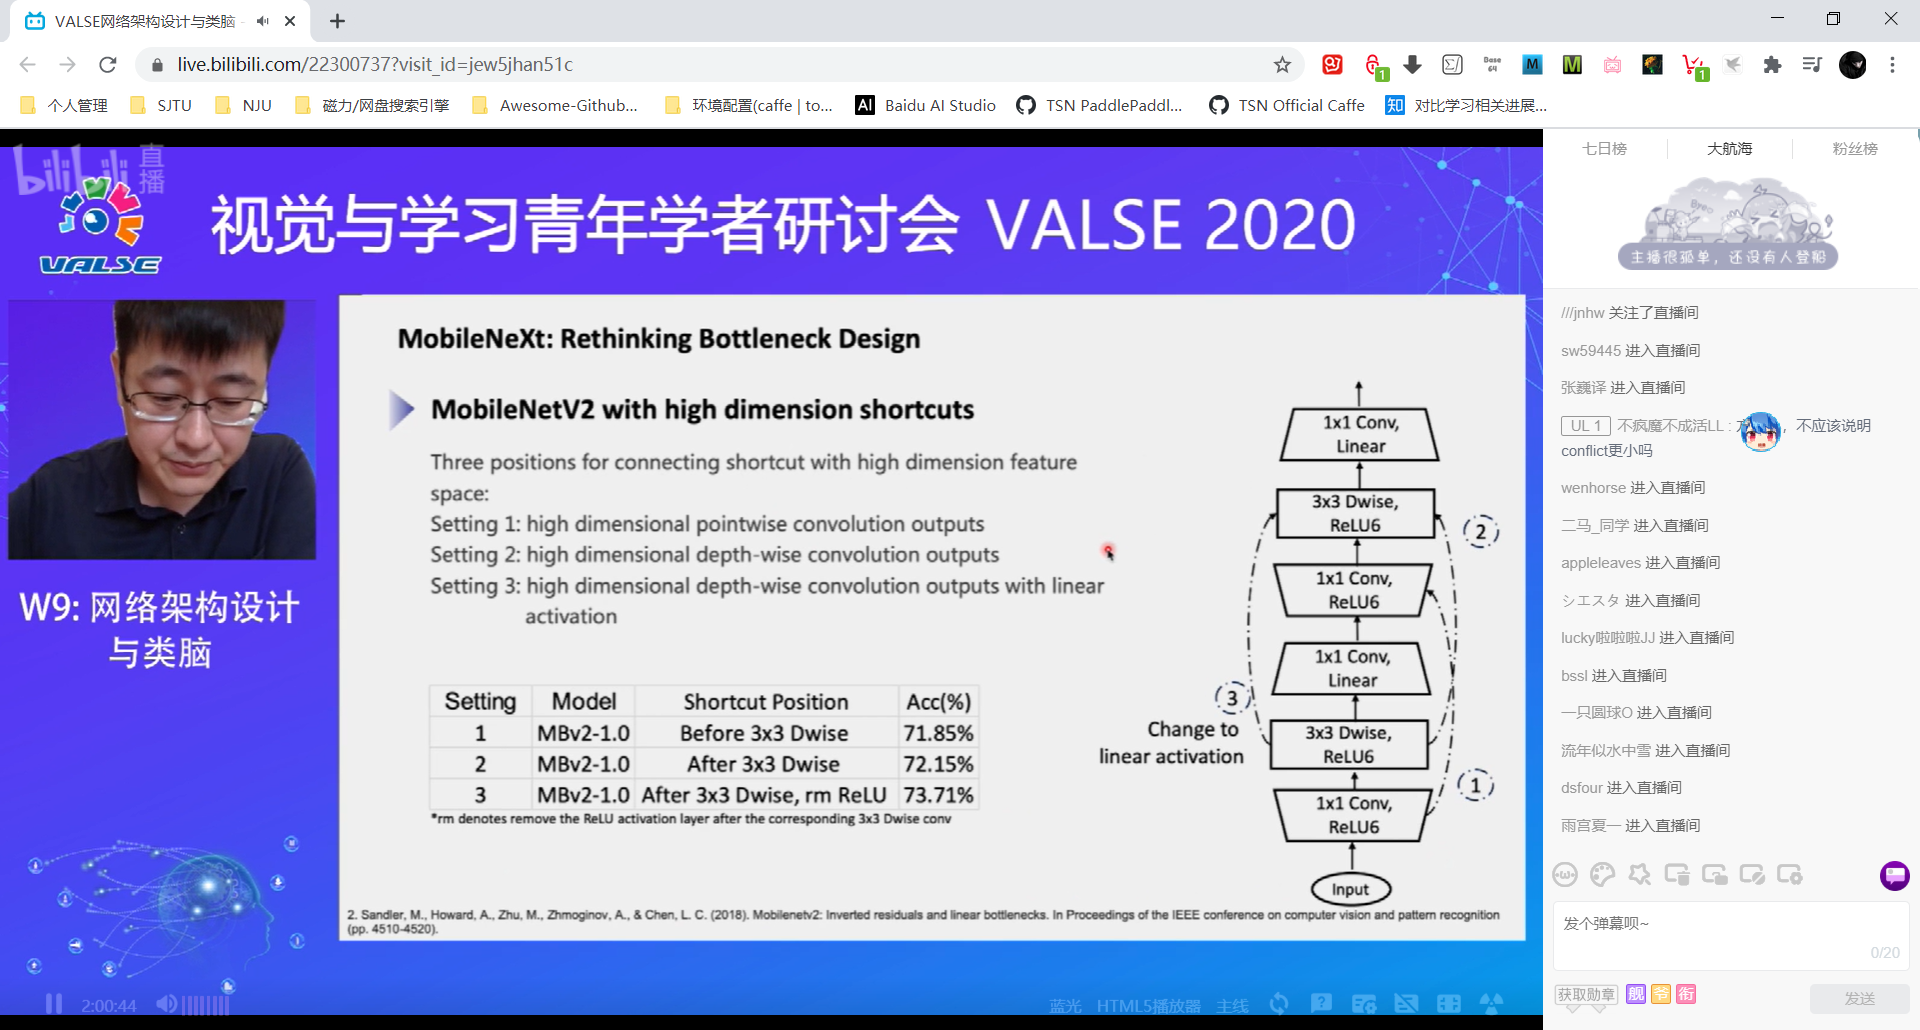 VALSE网络架构设计与类脑
live.bilibili.com/22300737?visit_id=jew5jhan51c
个人管理
SJTU
NJU
磁力/网盘搜索引擎
Awesome-Github...
环境配置(caffe | to...
Baidu AI Studio
TSN PaddlePaddl...
TSN Official Caffe
对比学习相关进展...
bilibili 直播
VALSE
视觉与学习青年学者研讨会 VALSE 2020
W9: 网络架构设计
与类脑
MobileNeXt: Rethinking Bottleneck Design
MobileNetV2 with high dimension shortcuts
Three positions for connecting shortcut with high dimension feature
space:
Setting 1: high dimensional pointwise convolution outputs
Setting 2: high dimensional depth-wise convolution outputs
Setting 3: high dimensional depth-wise convolution outputs with linear
activation
Setting Model Shortcut Position Acc(%)
1 MBv2-1.0 Before 3x3 Dwise 71.85%
2 MBv2-1.0 After 3x3 Dwise 72.15%
3 MBv2-1.0 After 3x3 Dwise, rm ReLU 73.71%
*rm denotes remove the ReLU activation layer after the corresponding 3x3 Dwise conv
1x1 Conv,
Linear
3x3 Dwise,
ReLU6
2
1x1 Conv,
ReLU6
1x1 Conv,
Linear
3
Change to
linear activation
3x3 Dwise,
ReLU6
1
1x1 Conv,
ReLU6
Input
2. Sandler, M., Howard, A., Zhu, M., Zhmoginov, A., & Chen, L. C. (2018). Mobilenetv2: Inverted residuals and linear bottlenecks. In Proceedings of the IEEE conference on computer vision and pattern recognition
(pp. 4510-4520).
2:00:44
蓝光 HTML5播放器 主线
七日榜
大航海
粉丝榜
主播很孤单，还没有人登船
///jnhw 关注了直播间
sw59445 进入直播间
张巍译 进入直播间
UL 1 不疯魔不成活LL : ，不应该说明
conflict更小吗
wenhorse 进入直播间
二马_同学 进入直播间
appleleaves 进入直播间
シエスタ 进入直播间
lucky啦啦啦JJ 进入直播间
bssl 进入直播间
一只圆球O 进入直播间
流年似水中雪 进入直播间
dsfour 进入直播间
雨宫夏一 进入直播间
发个弹幕呗~
0/20
获取勋章 舰 爷 衔
发送